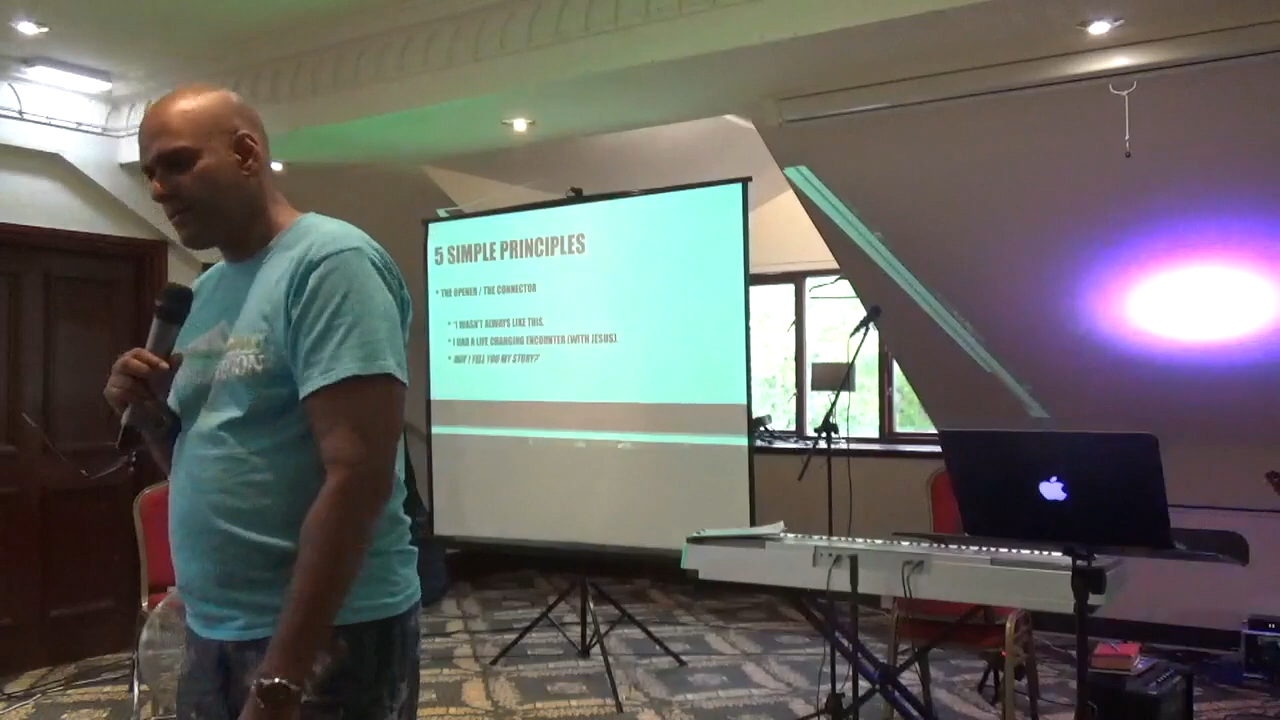 5 SIMPLE PRINCIPLES
• THE OPENER / THE CONNECTOR
• "I WASN'T ALWAYS LIKE THIS.
• I HAD A LIFE CHANGING ENCOUNTER (WITH JESUS).
• MAY I TELL YOU MY STORY?"